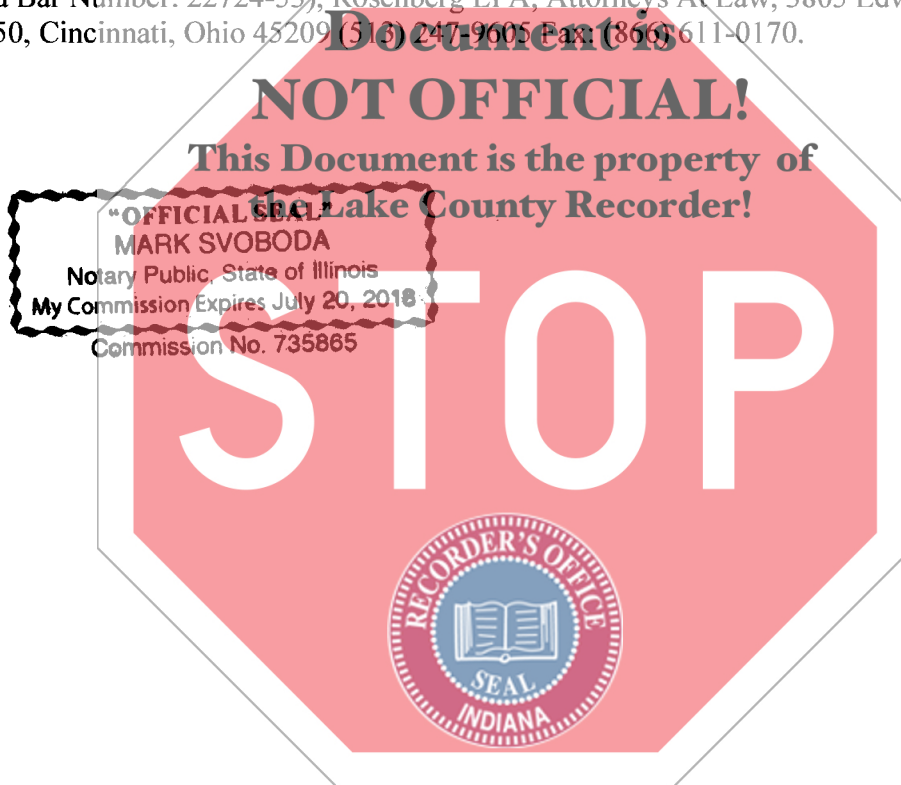 Bar Number: 22724-53), Rosenberg LPA, Attorneys At Law, 3805
50, Cincinnati, Ohio 45209 (513) 247-9605 Fax: (866) 611-0170.
Document is
NOT OFFICIAL!
This Document is the property of
the Lake County Recorder!
"OFFICIAL SEAL"
MARK SVOBODA
Notary Public, State of Illinois
My Commission Expires July 20, 2018
Commission No. 735865
STOP
RECORDER'S OFFICE
SEAL
INDIANA